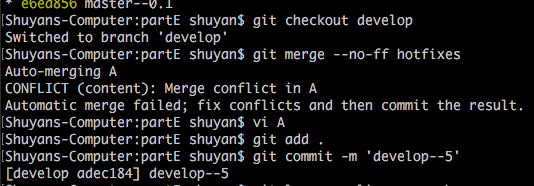 * e6ed856 master--0.1
[Shuyans-Computer:partE shuyan$ git checkout develop
Switched to branch 'develop'
[Shuyans-Computer:partE shuyan$ git merge --no-ff hotfixes
Auto-merging A
CONFLICT (content): Merge conflict in A
Automatic merge failed; fix conflicts and then commit the result.
[Shuyans-Computer:partE shuyan$ vi A
[Shuyans-Computer:partE shuyan$ git add .
[Shuyans-Computer:partE shuyan$ git commit -m 'develop--5'
[develop adec184] develop--5